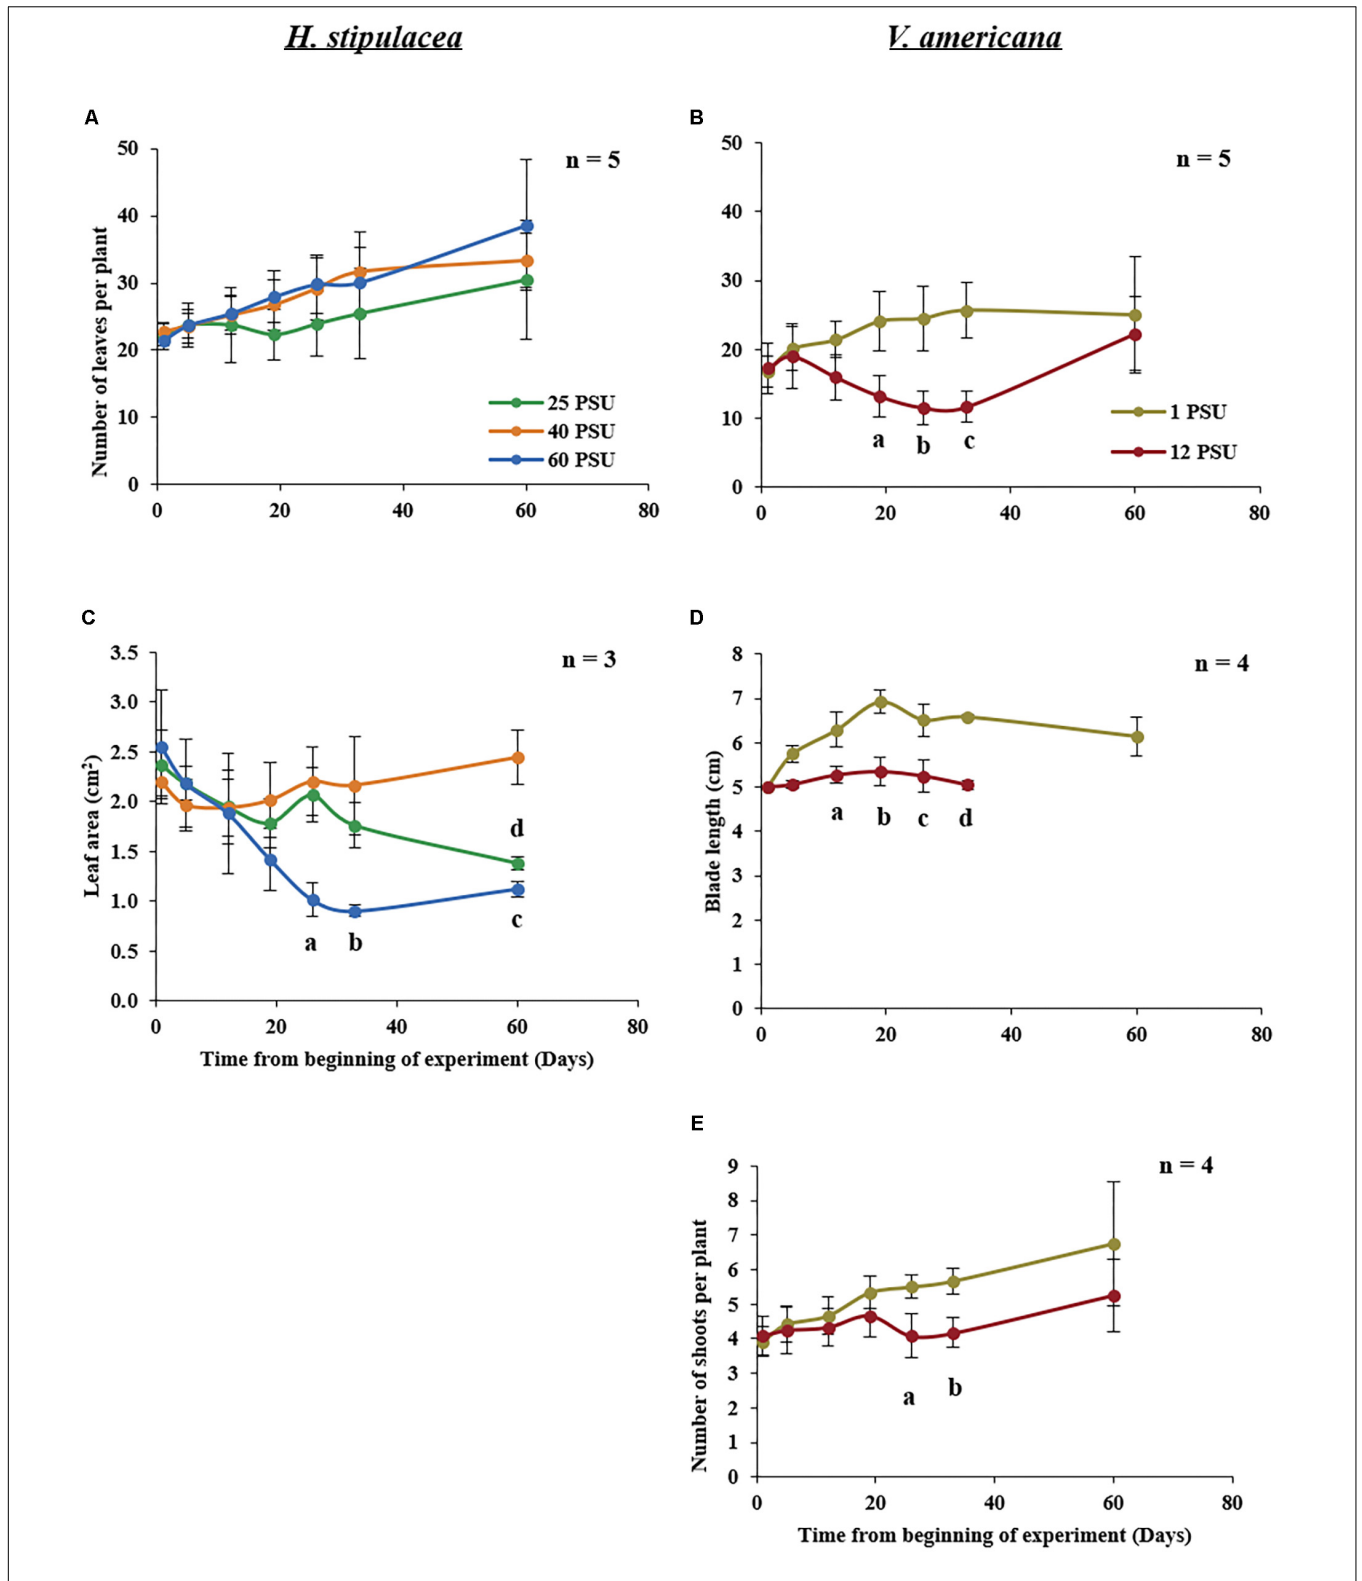 H. stipulacea
V. americana
A
n = 5
50
40
30
20
10
0
Number of leaves per plant
25 PSU
40 PSU
60 PSU
0 20 40 60 80
B
n = 5
50
40
30
20
10
0
a b c
1 PSU
12 PSU
0 20 40 60 80
C
n = 3
3.5
3.0
2.5
2.0
1.5
1.0
0.5
0.0
Leaf area (cm²)
d
c
a b
0 20 40 60 80
Time from beginning of experiment (Days)
D
n = 4
8
7
6
5
4
3
2
1
0
Blade length (cm)
a b c d
0 20 40 60 80
E
n = 4
9
8
7
6
5
4
3
2
1
0
Number of shoots per plant
a b
0 20 40 60 80
Time from beginning of experiment (Days)